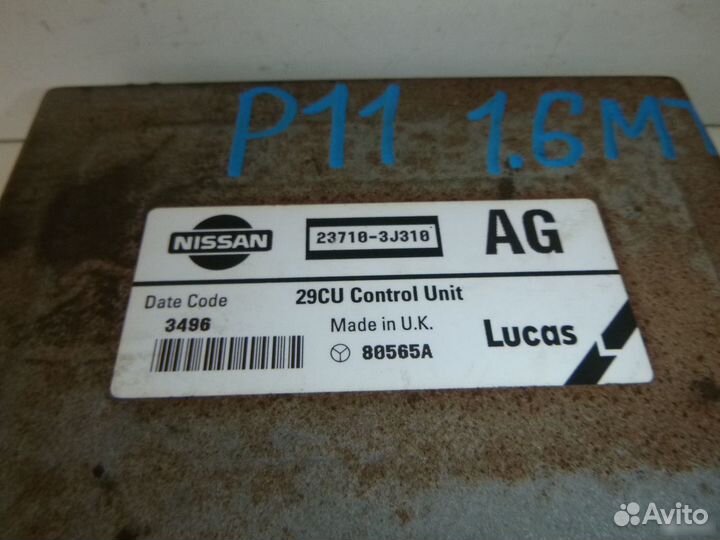 P11 1.6MT
NISSAN 23710-3J310 AG
Date Code 29CU Control Unit
3496 Made in U.K. Lucas
80565A
Avito